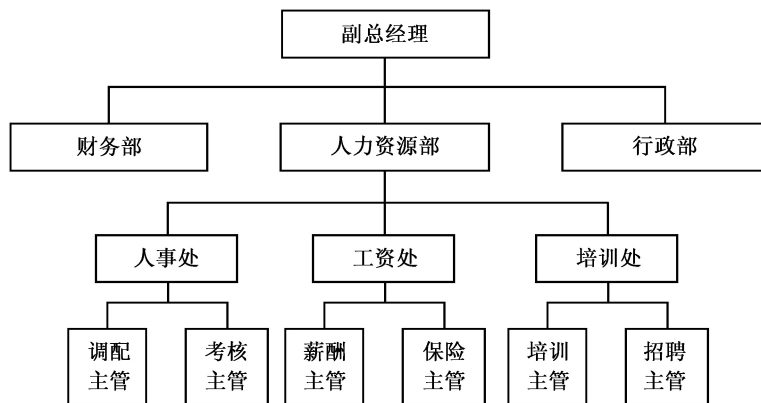 副总经理
财务部
人力资源部
行政部
人事处
工资处
培训处
调配
主管
考核
主管
薪酬
主管
保险
主管
培训
主管
招聘
主管